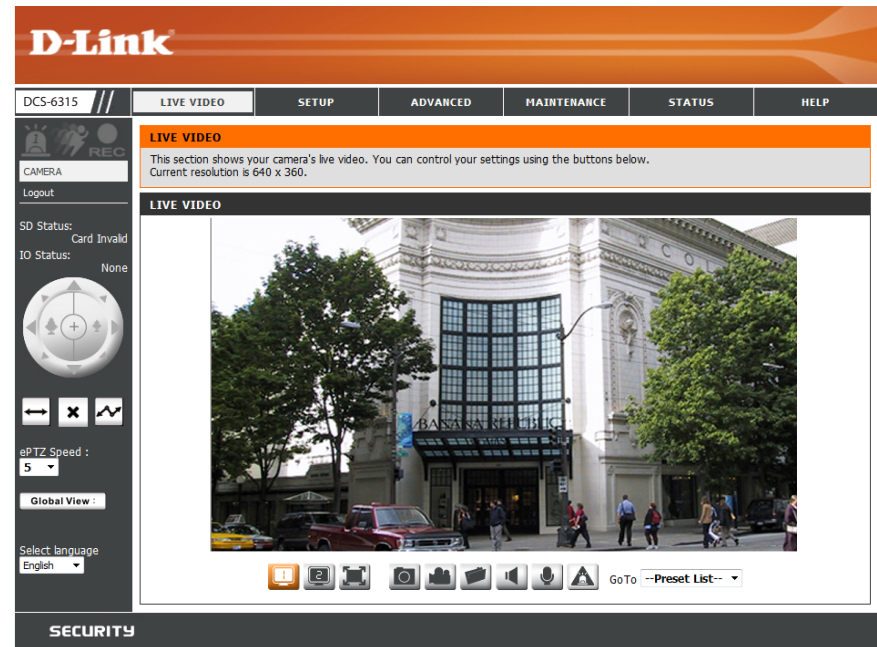 D-Link
DCS-6315
LIVE VIDEO
SETUP
ADVANCED
MAINTENANCE
STATUS
HELP
REC
CAMERA
Logout
SD Status:
Card Invalid
IO Status:
None
ePTZ Speed :
5
Global View :
Select language
English
LIVE VIDEO
This section shows your camera's live video. You can control your settings using the buttons below.
Current resolution is 640 x 360.
LIVE VIDEO
COL
BANANA REPUBLIC
1
2
GoTo --Preset List--
SECURITY